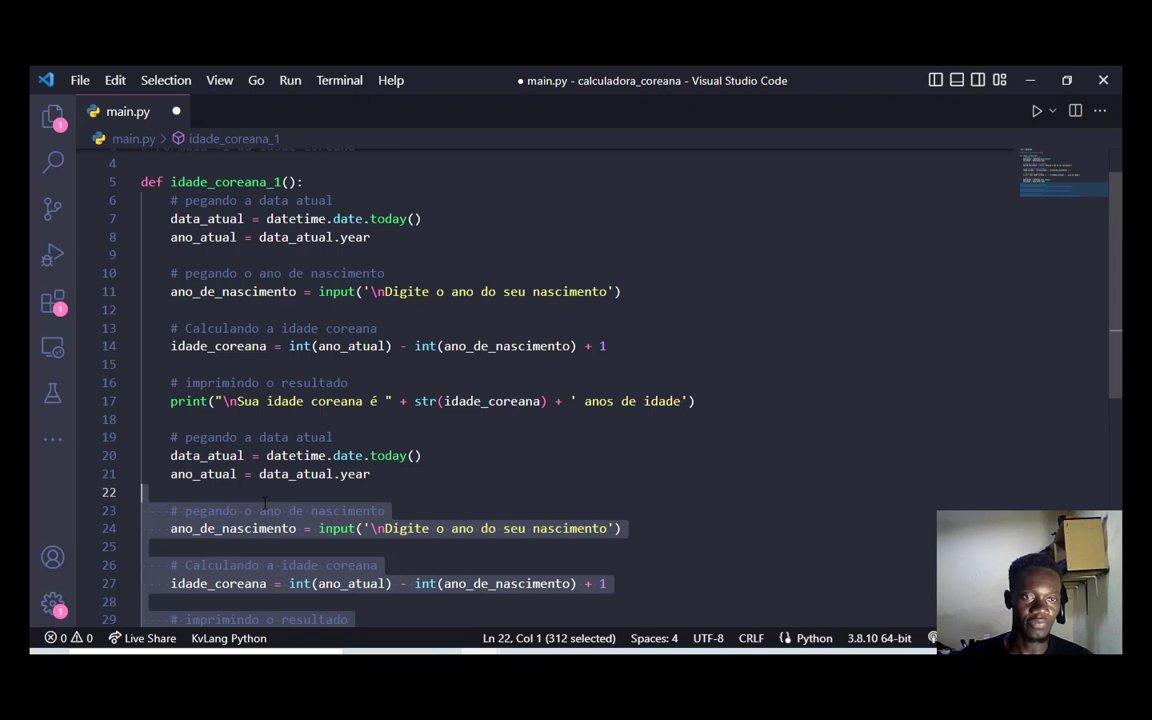 File Edit Selection View Go Run Terminal Help
● main.py - calculadora_coreana - Visual Studio Code
main.py ●
main.py > idade_coreana_1
4
5 def idade_coreana_1():
6 # pegando a data atual
7 data_atual = datetime.date.today()
8 ano_atual = data_atual.year
9
10 # pegando o ano de nascimento
11 ano_de_nascimento = input('\nDigite o ano do seu nascimento')
12
13 # Calculando a idade coreana
14 idade_coreana = int(ano_atual) - int(ano_de_nascimento) + 1
15
16 # imprimindo o resultado
17 print("\nSua idade coreana é " + str(idade_coreana) + ' anos de idade')
18
19 # pegando a data atual
20 data_atual = datetime.date.today()
21 ano_atual = data_atual.year
22
23 # pegando o ano de nascimento
24 ano_de_nascimento = input('\nDigite o ano do seu nascimento')
25
26 # Calculando a idade coreana
27 idade_coreana = int(ano_atual) - int(ano_de_nascimento) + 1
28
29 # imprimindo o resultado
1
1
1
0 0 Live Share KvLang Python Ln 22, Col 1 (312 selected) Spaces: 4 UTF-8 CRLF Python 3.8.10 64-bit